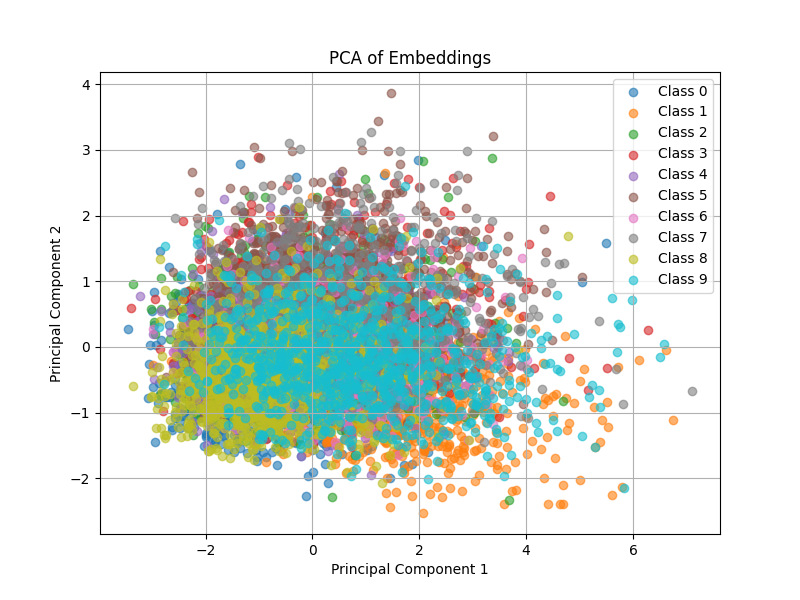 PCA of Embeddings
4
3
2
1
0
−1
−2
Principal Component 2
−2
0
2
4
6
Principal Component 1
Class 0
Class 1
Class 2
Class 3
Class 4
Class 5
Class 6
Class 7
Class 8
Class 9